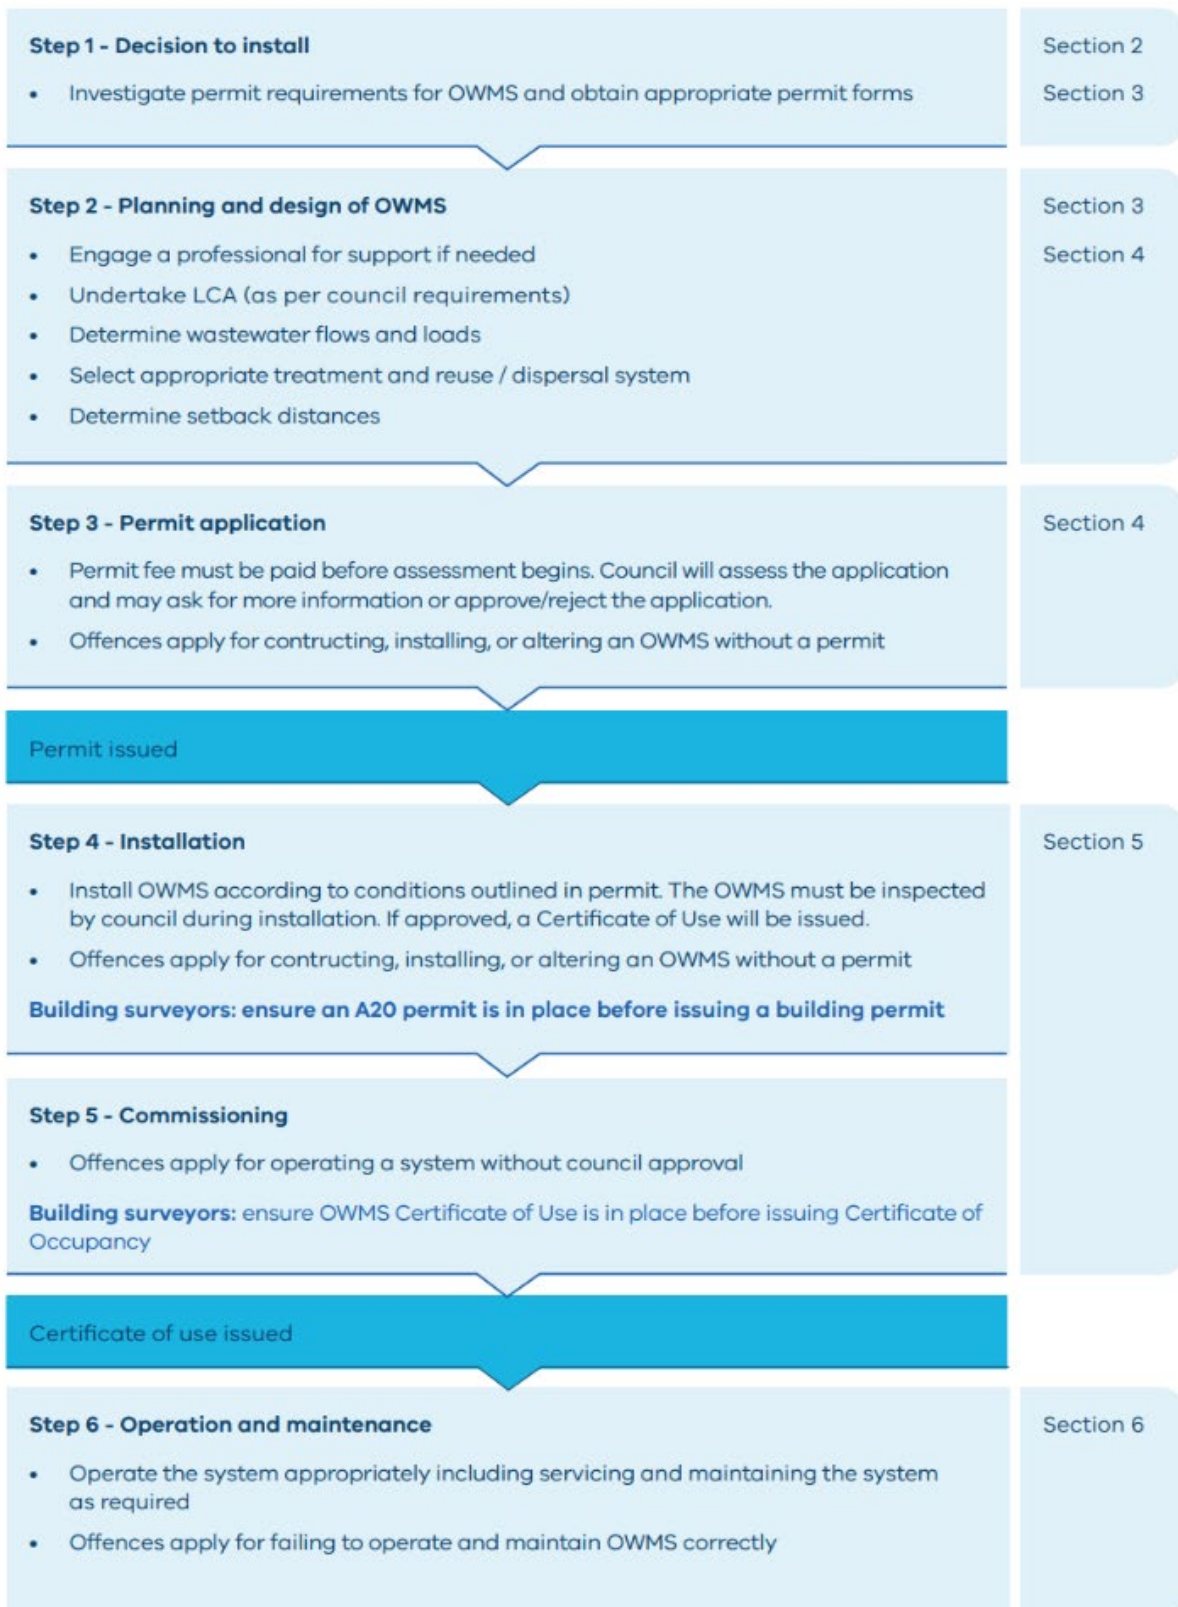 Step 1 - Decision to install
Section 2
• Investigate permit requirements for OWMS and obtain appropriate permit forms
Section 3
Step 2 - Planning and design of OWMS
Section 3
• Engage a professional for support if needed
Section 4
• Undertake LCA (as per council requirements)
• Determine wastewater flows and loads
• Select appropriate treatment and reuse / dispersal system
• Determine setback distances
Step 3 - Permit application
Section 4
• Permit fee must be paid before assessment begins. Council will assess the application
and may ask for more information or approve/reject the application.
• Offences apply for contructing, installing, or altering an OWMS without a permit
Permit issued
Step 4 - Installation
Section 5
• Install OWMS according to conditions outlined in permit. The OWMS must be inspected
by council during installation. If approved, a Certificate of Use will be issued.
• Offences apply for contructing, installing, or altering an OWMS without a permit
Building surveyors: ensure an A20 permit is in place before issuing a building permit
Step 5 - Commissioning
• Offences apply for operating a system without council approval
Building surveyors: ensure OWMS Certificate of Use is in place before issuing Certificate of
Occupancy
Certificate of use issued
Step 6 - Operation and maintenance
Section 6
• Operate the system appropriately including servicing and maintaining the system
as required
• Offences apply for failing to operate and maintain OWMS correctly